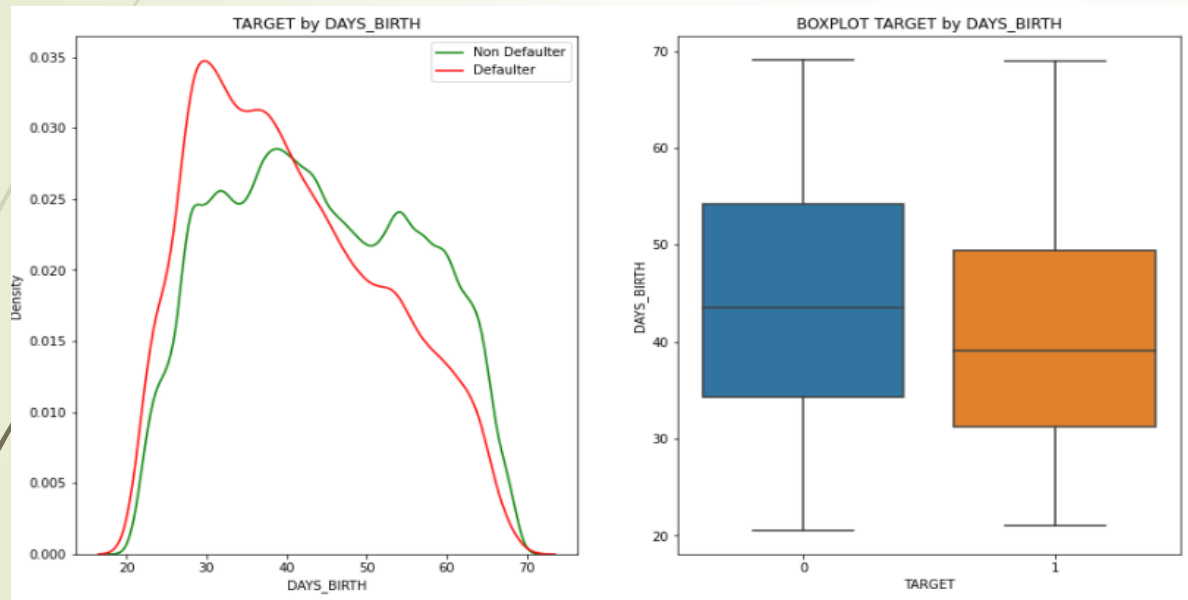 TARGET by DAYS_BIRTH
Non Defaulter
Defaulter
0.035
0.030
0.025
0.020
0.015
0.010
0.005
0.000
Density
20 30 40 50 60 70
DAYS_BIRTH
BOXPLOT TARGET by DAYS_BIRTH
70
60
50
40
30
20
DAYS_BIRTH
0 1
TARGET